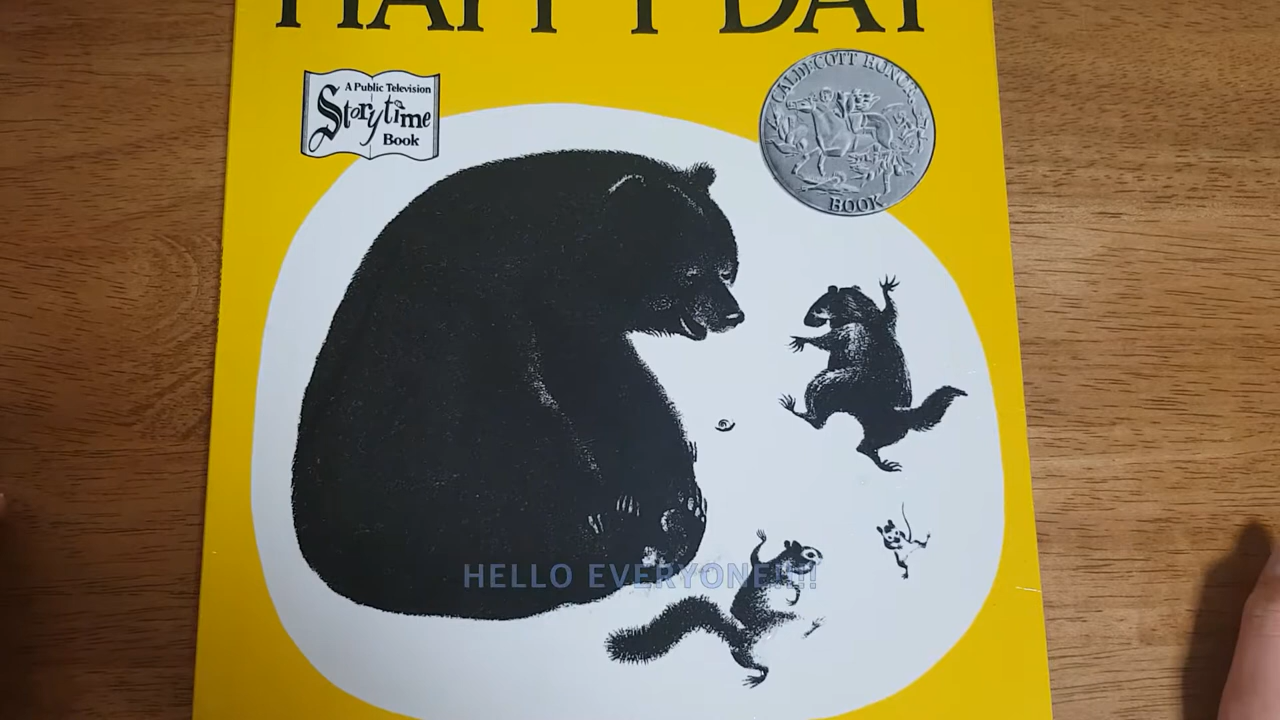 HAPPY DAY
A Public Television
Storytime
Book
CALDECOTT HONOR
BOOK
HELLO EVERYONE!!!!